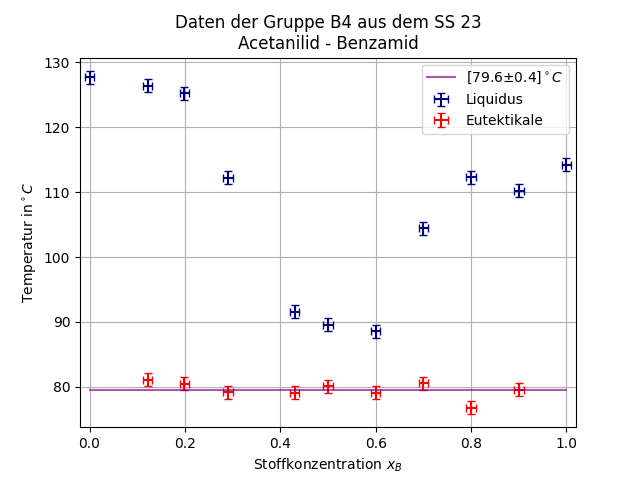 Daten der Gruppe B4 aus dem SS 23
Acetanilid - Benzamid
[79.6±0.4]°C
Liquidus
Eutektikale
Temperatur in°C
130
120
110
100
90
80
0.0 0.2 0.4 0.6 0.8 1.0
Stoffkonzentration x_B